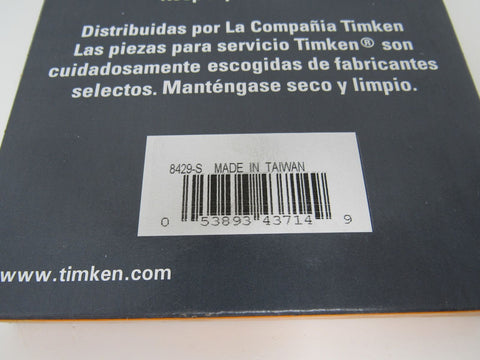 Distribuidas por La Compañía Timken
Las piezas para servicio Timken® son
cuidadosamente escogidas de fabricantes
selectos. Manténgase seco y limpio.
8429-S MADE IN TAIWAN
0 53893 43714 9
www.timken.com